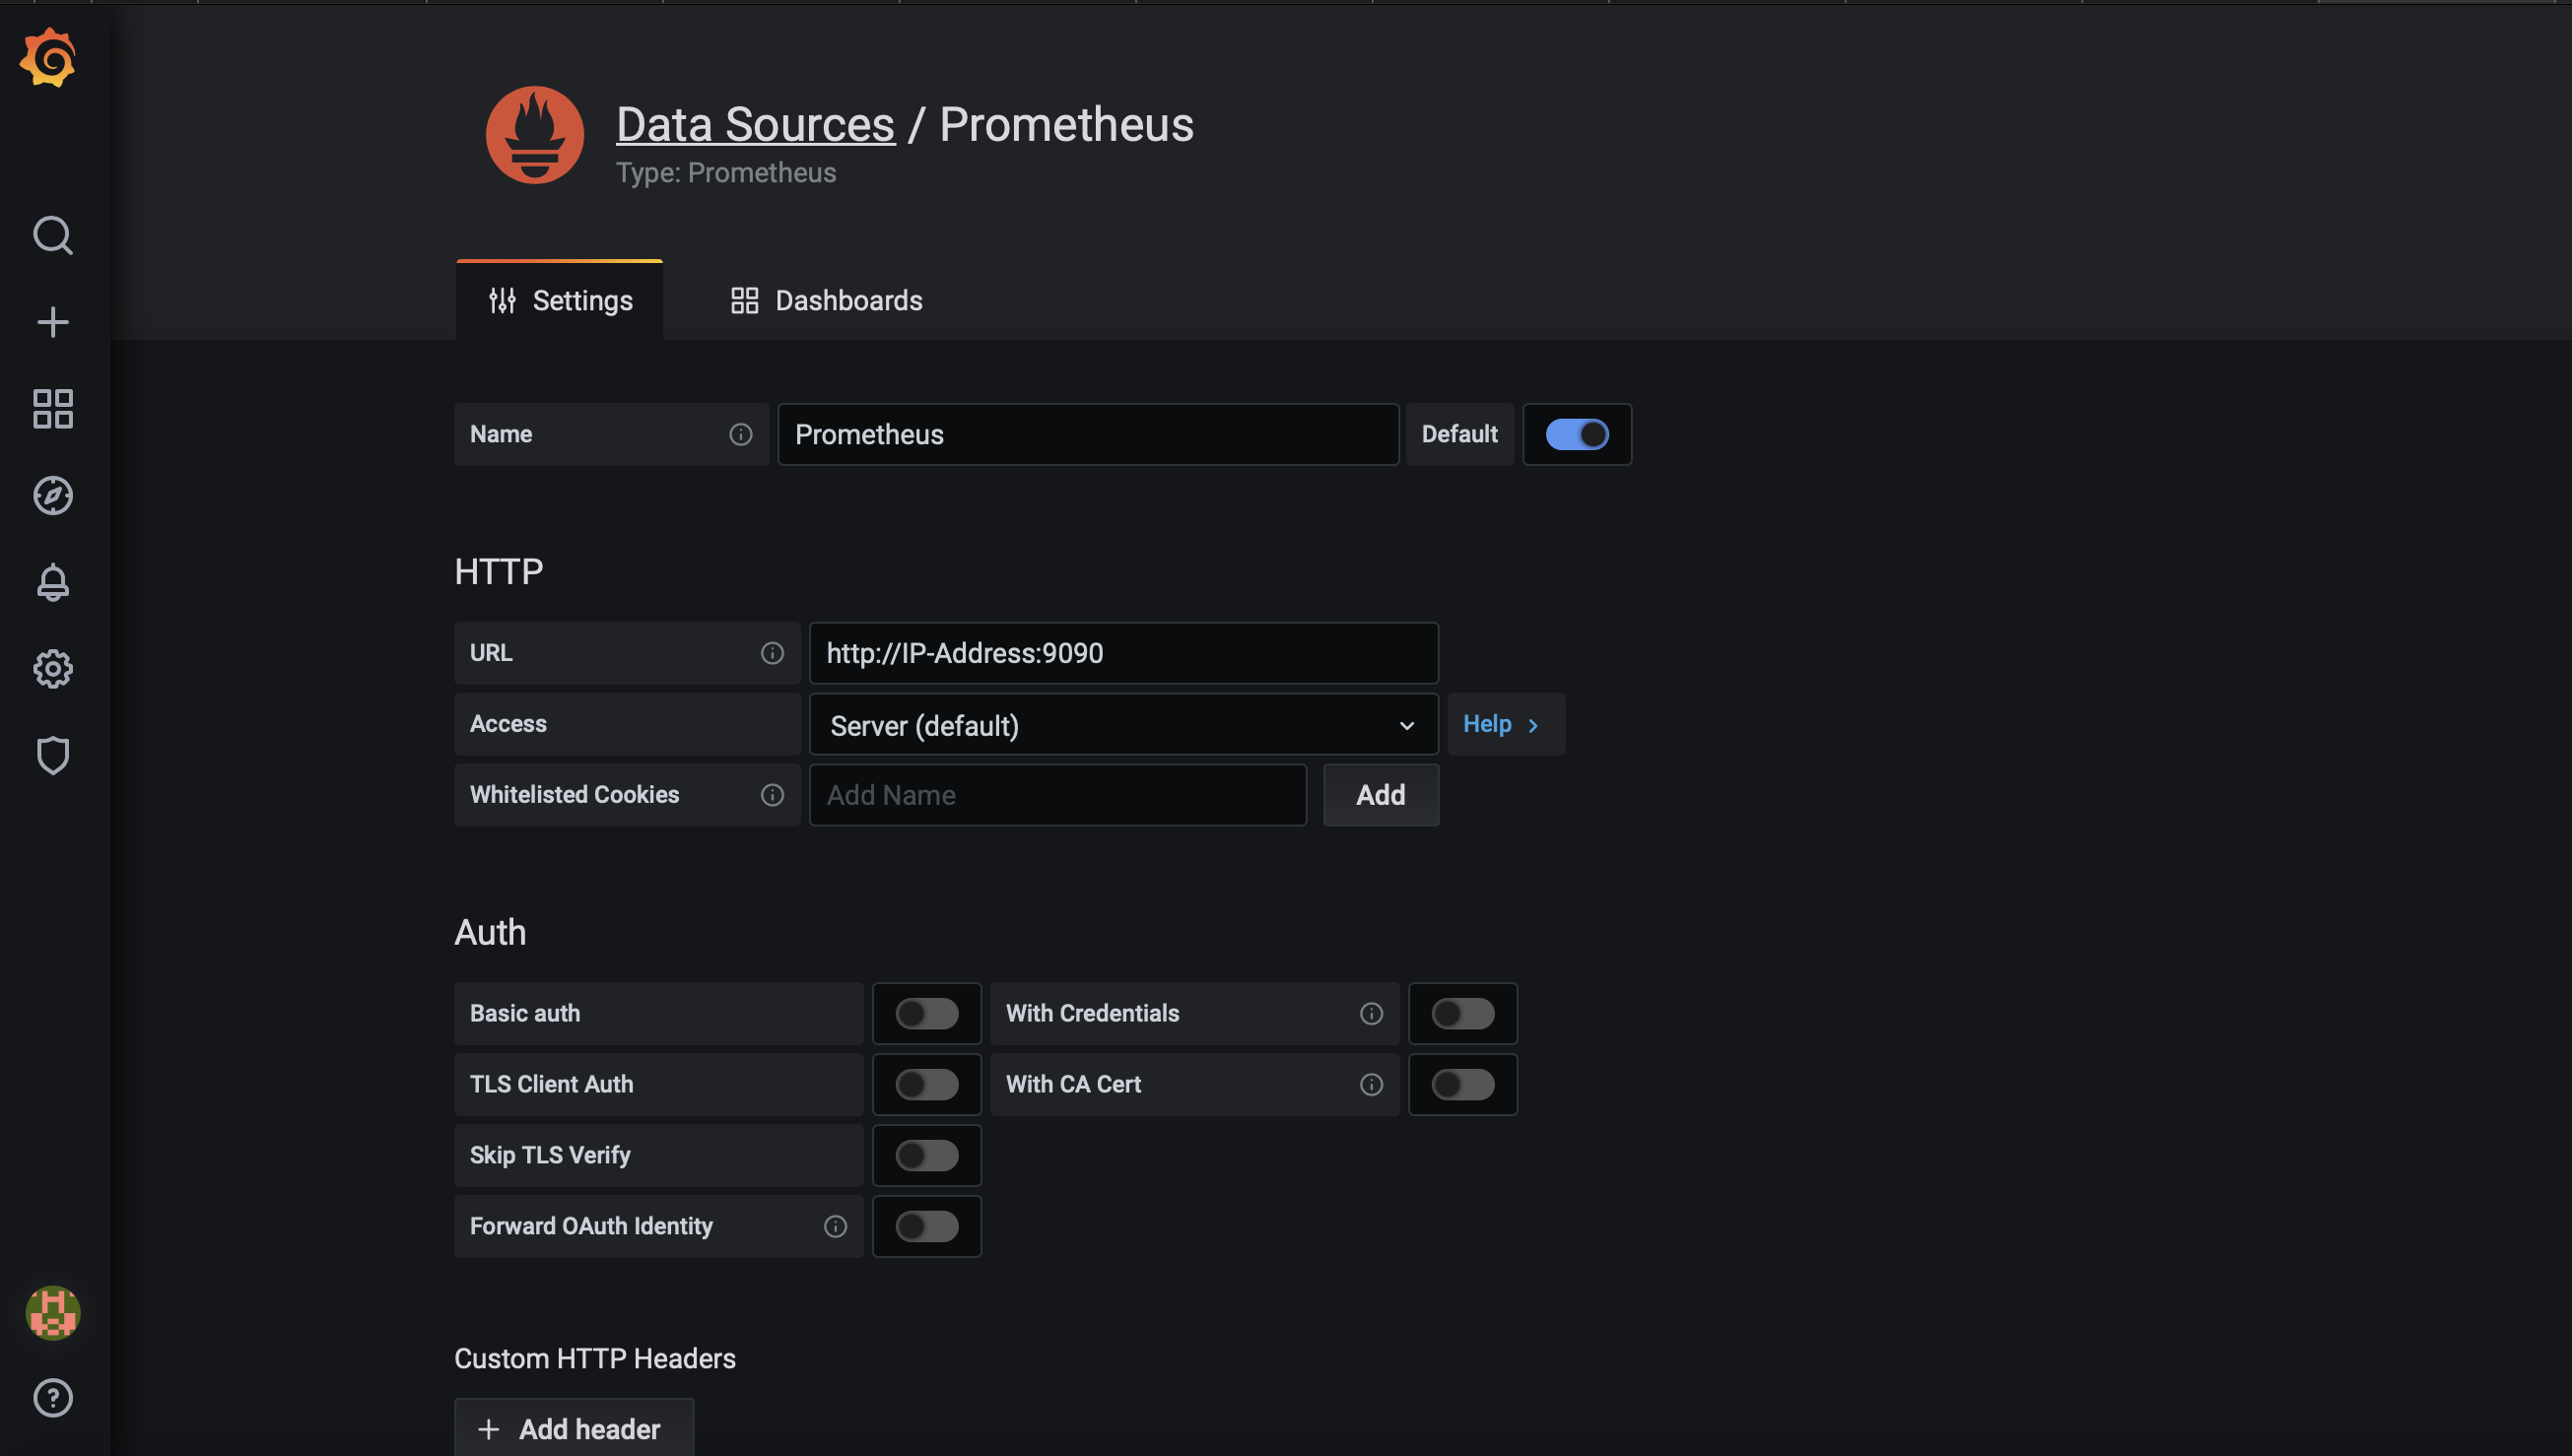 Data Sources / Prometheus
Type: Prometheus
Settings
Dashboards
Name
Prometheus
Default
HTTP
URL
http://IP-Address:9090
Access
Server (default)
Help
Whitelisted Cookies
Add Name
Add
Auth
Basic auth
With Credentials
TLS Client Auth
With CA Cert
Skip TLS Verify
Forward OAuth Identity
Custom HTTP Headers
Add header